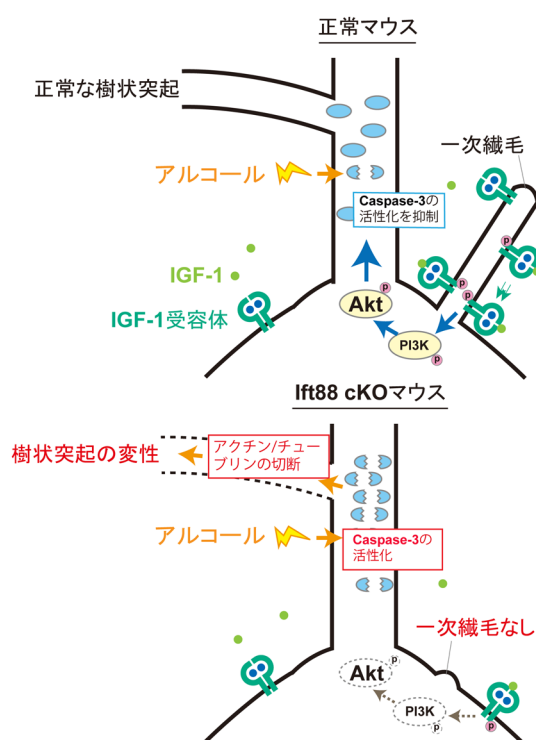 正常マウス
正常な樹状突起
一次繊毛
アルコール
Caspase-3の
活性化を抑制
p
p
p
IGF-1
p
Akt
IGF-1受容体
PI3K
p
Ift88 cKOマウス
アクチン/チュー
ブリンの切断
樹状突起の変性
アルコール
Caspase-3の
活性化
一次繊毛なし
p
Akt
PI3K
p
p